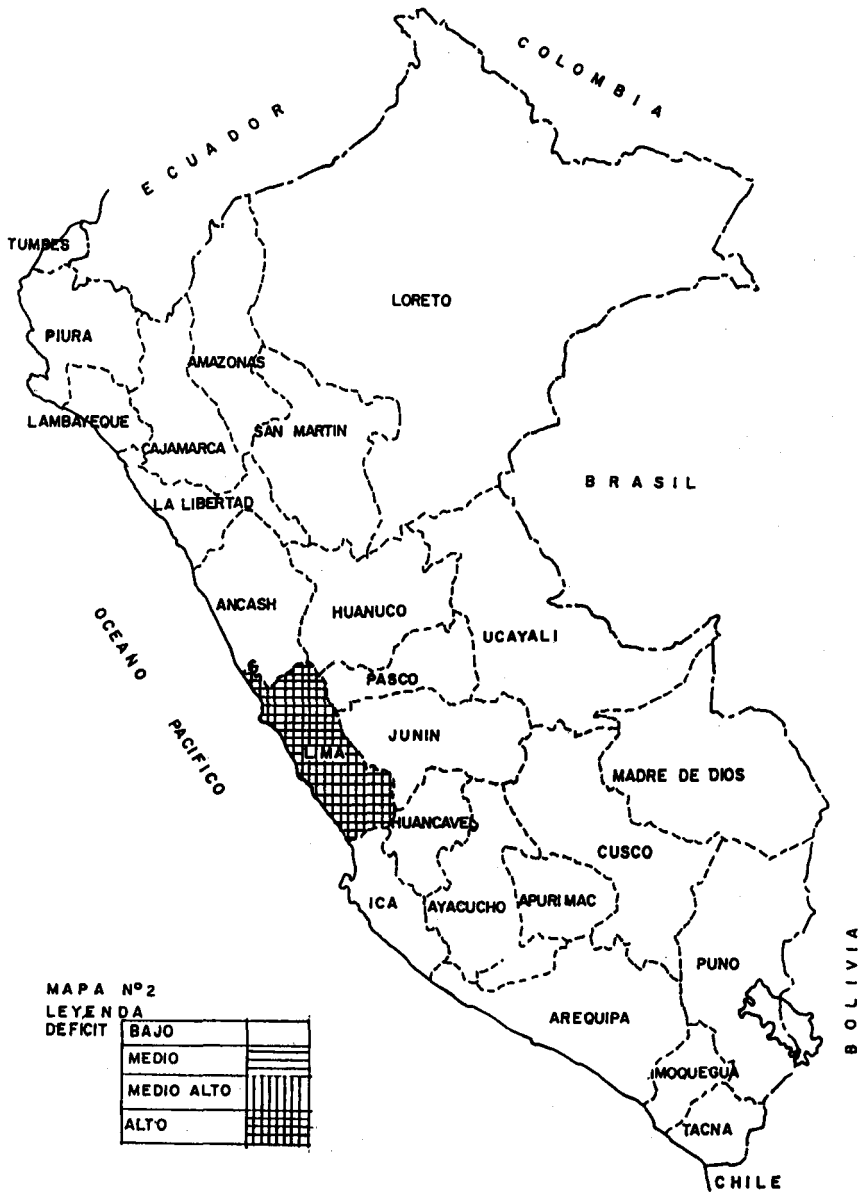 COLOMBIA
ECUADOR
TUMBES
LORETO
PIURA
AMAZONAS
LAMBAYEQUE
SAN MARTIN
CAJAMARCA
BRASIL
LA LIBERTAD
ANCASH
HUANUCO
UCAYALI
OCEAÑO
PACIFICO
PASCO
JUNIN
LIMA
MADRE DE DIOS
HUANCAVEL
CUSCO
ICA
AYACUCHO
APURIMAC
PUNO
BOLIVIA
AREQUIPA
MOQUEGUA
TACNA
CHILE
MAPA Nº2
LEYENDA
DEFICIT
BAJO
MEDIO
MEDIO ALTO
ALTO